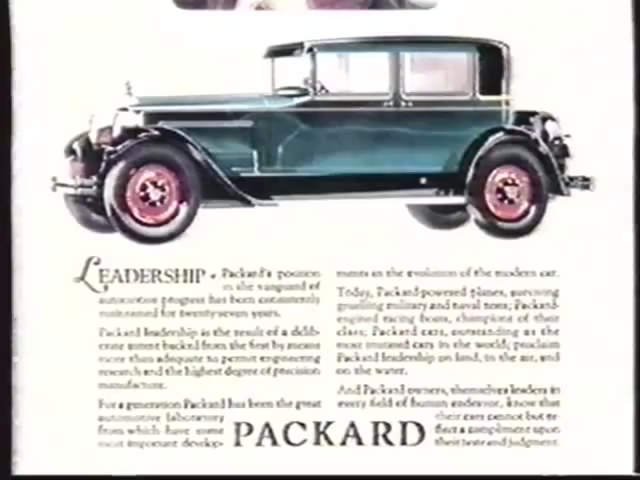 LEADERSHIP • Packard's position
in the vanguard of
automotive progress has been consistently
maintained for twenty-seven years.
Packard leadership is the result of a delib-
erate intent backed from the first by means
more than adequate to permit engineering
research and the highest degree of precision
manufacture.
For a generation Packard has been the great
automotive laboratory
from which have come
most important develop-
PACKARD
ments in the evolution of the modern car.
Today, Packard-powered planes, surviving
gruelling military and naval tests; Packard-
engined racing boats, champions of their
class; Packard cars, outstanding as the
most imitated cars in the world; proclaim
Packard leadership on land, in the air, and
on the water.
And Packard owners, themselves leaders in
every field of human endeavor, know that
their cars cannot but re-
flect a compliment upon
their taste and judgment.